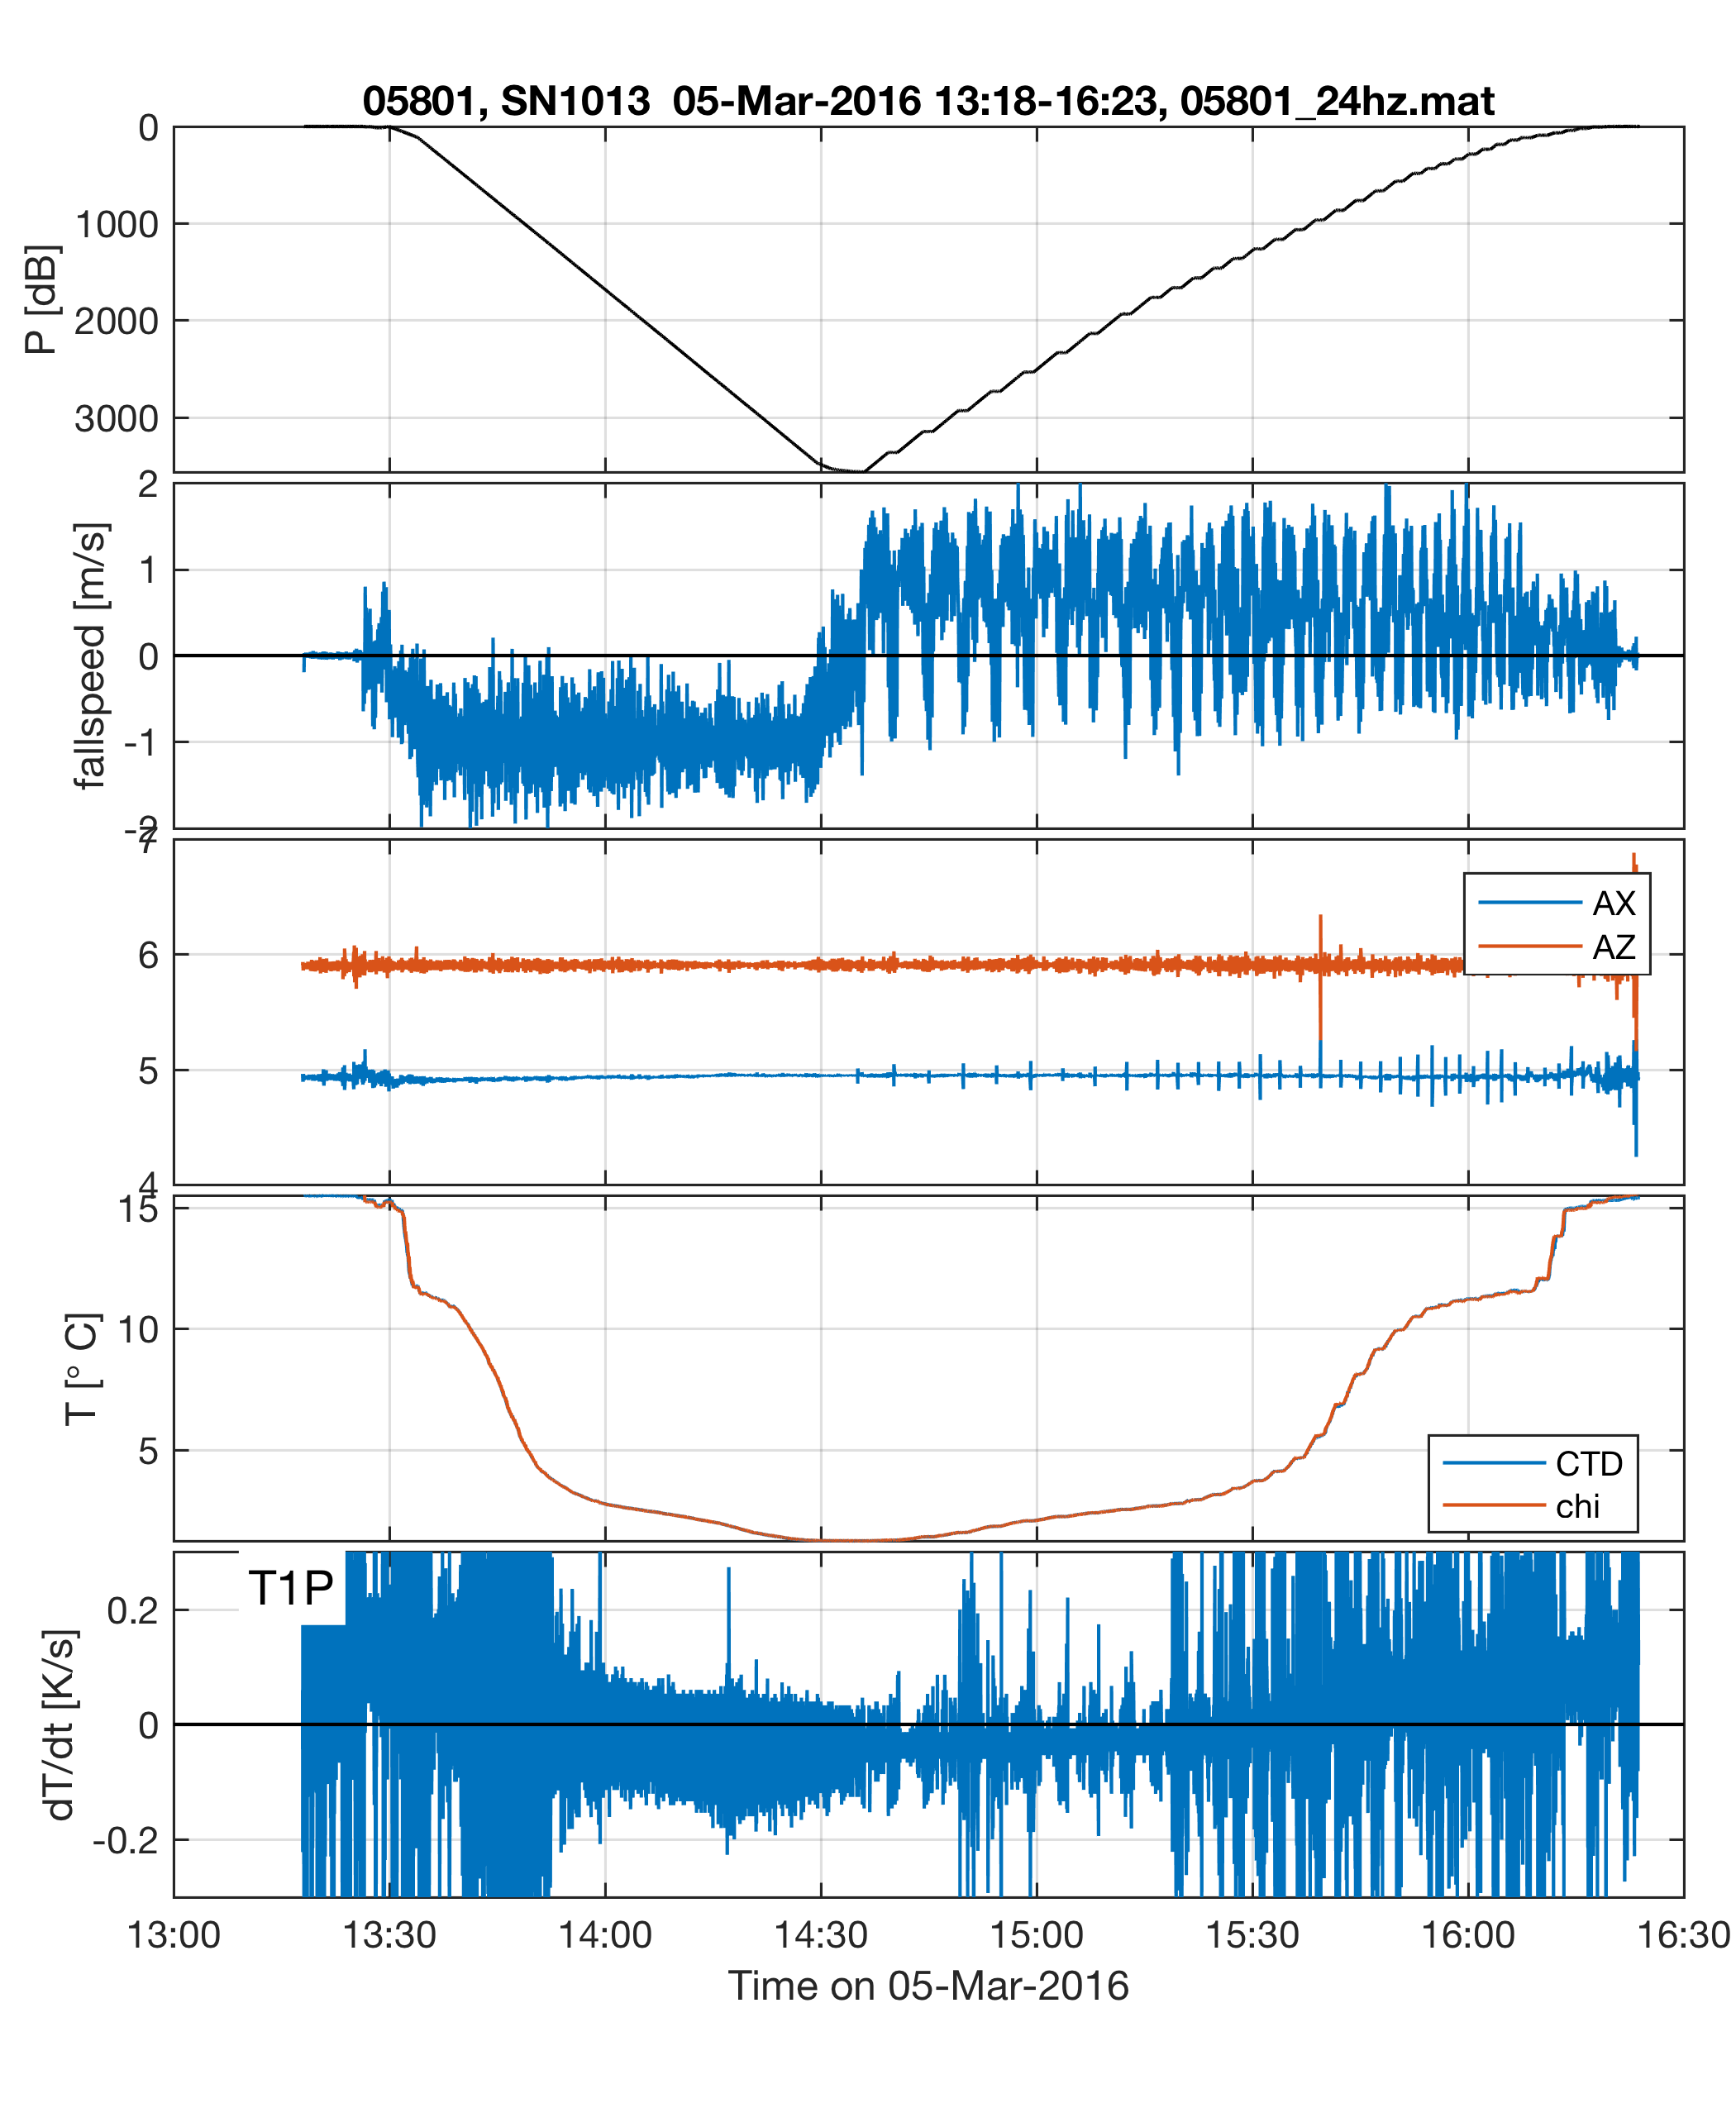 05801, SN1013  05-Mar-2016 13:18-16:23, 05801_24hz.mat
0
1000
2000
3000
P [dB]
2
1
0
-1
-2
fallspeed [m/s]
7
6
5
4
AX
AZ
15
10
5
T [° C]
CTD
chi
T1P
0.2
0
-0.2
dT/dt [K/s]
13:00 13:30 14:00 14:30 15:00 15:30 16:00 16:30
Time on 05-Mar-2016